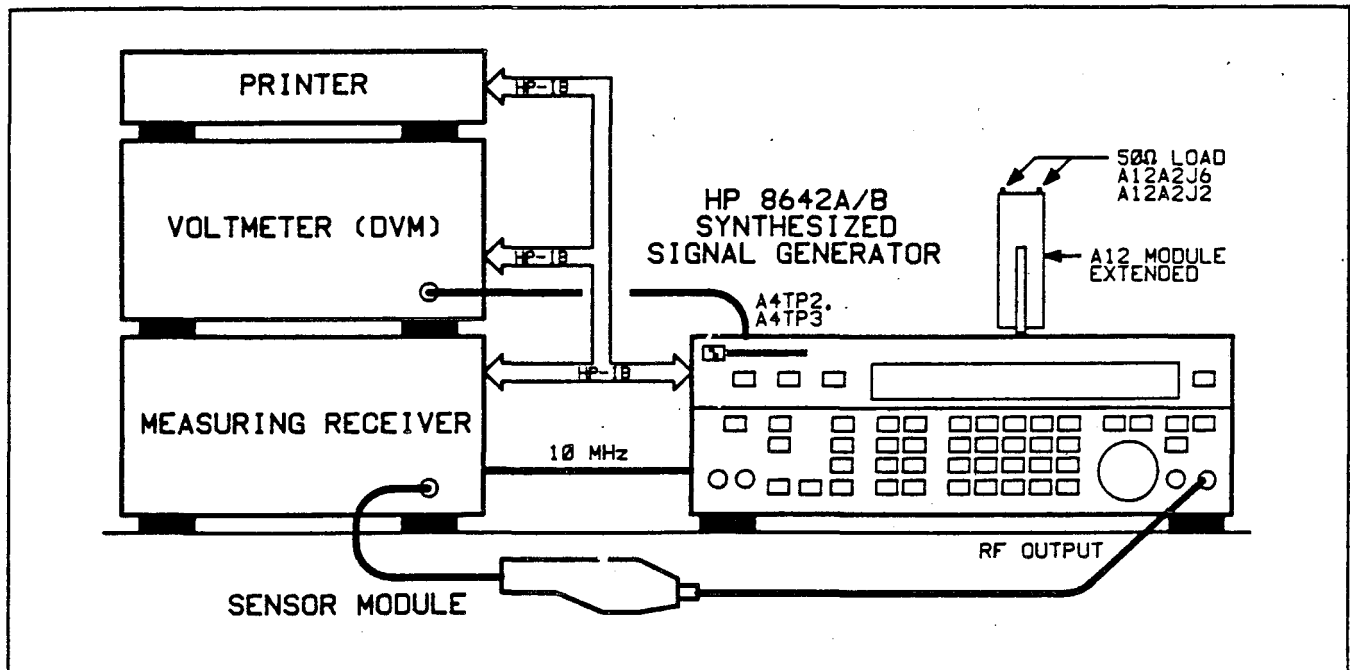 PRINTER
HP-IB
VOLTMETER (DVM)
HP-IB
HP 8642A/B
SYNTHESIZED
SIGNAL GENERATOR
50Ω LOAD
A12A2J6
A12A2J2
A12 MODULE
EXTENDED
A4TP2.
A4TP3
HP-IB
MEASURING RECEIVER
10 MHz
RF OUTPUT
SENSOR MODULE